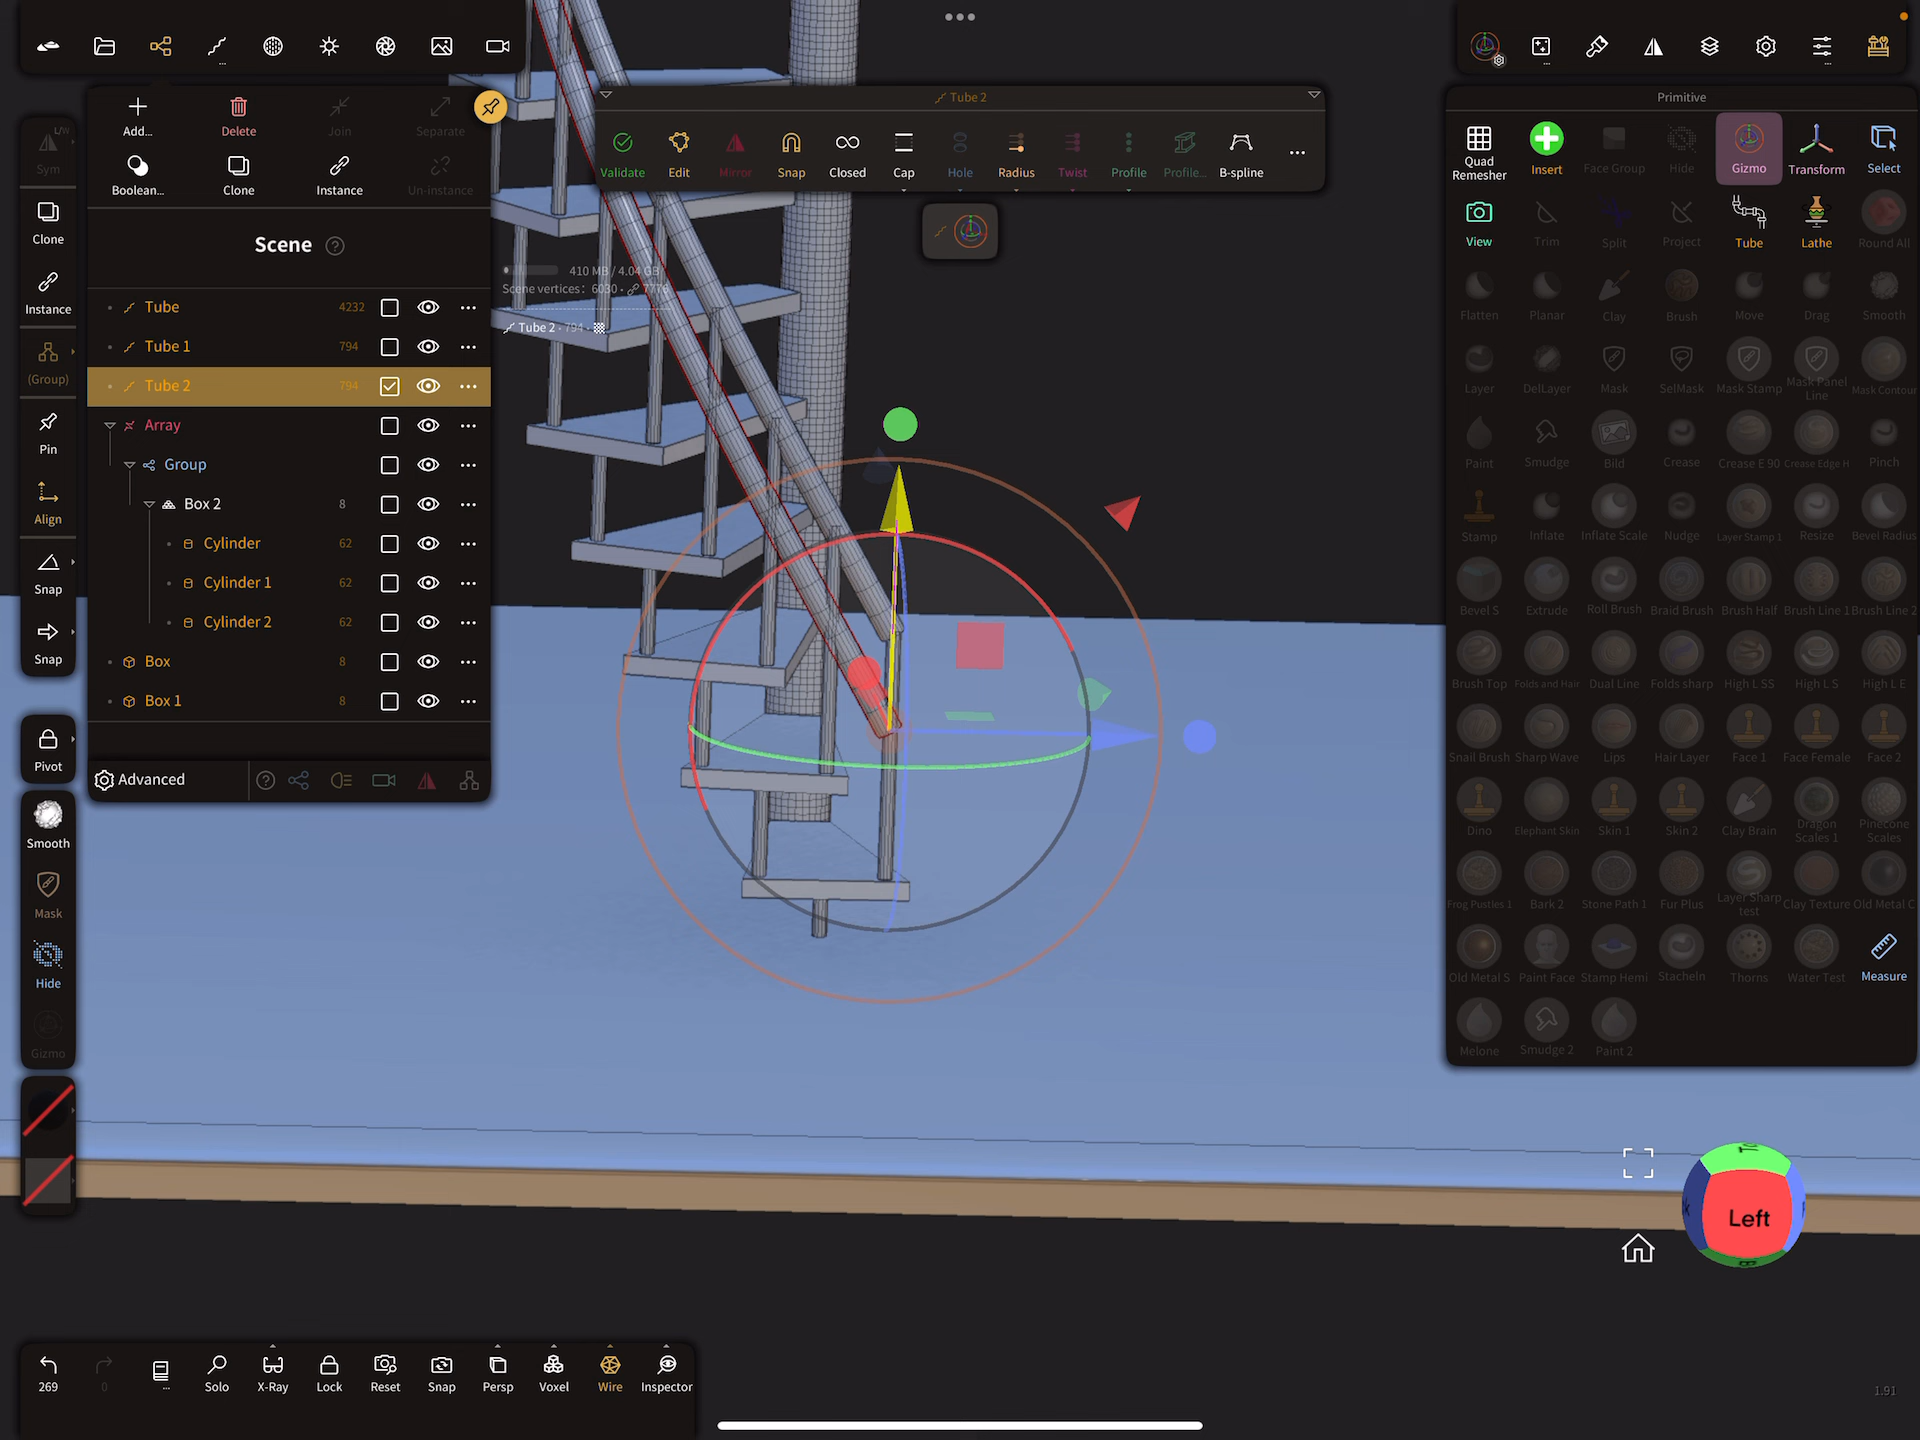 Add...
Delete
Join
Separate
Boolean...
Clone
Instance
Un-instance
Scene ?
Tube 4232
Tube 1 794
Tube 2 794
Array
Group
Box 2 8
Cylinder 62
Cylinder 1 62
Cylinder 2 62
Box 8
Box 1 8
Advanced
L/W
Sym
Clone
Instance
(Group)
Pin
Align
Snap
Snap
Pivot
Smooth
Mask
Hide
Gizmo
Tube 2
Validate
Edit
Mirror
Snap
Closed
Cap
Hole
Radius
Twist
Profile
Profile...
B-spline
410 MB / 4.04 GB
Scene vertices: 6030 · 7776
Tube 2 · 794 ·
Primitive
Quad Remesher
Insert
Face Group
Hide
Gizmo
Transform
Select
View
Trim
Split
Project
Tube
Lathe
Round All
Flatten
Planar
Clay
Brush
Move
Drag
Smooth
Layer
DelLayer
Mask
SelMask
Mask Stamp
Mask Panel Line
Mask Contour
Paint
Smudge
Bild
Crease
Crease E 90
Crease Edge H
Pinch
Stamp
Inflate
Inflate Scale
Nudge
Layer Stamp 1
Resize
Bevel Radius
Bevel S
Extrude
Roll Brush
Braid Brush
Brush Half
Brush Line 1
Brush Line 2
Brush Top
Folds and Hair
Dual Line
Folds sharp
High L SS
High L S
High L E
Snail Brush
Sharp Wave
Lips
Hair Layer
Face 1
Face Female
Face 2
Dino
Elephant Skin
Skin 1
Skin 2
Clay Brain
Dragon Scales 1
Pinecone Scales
Frog Pustles 1
Bark 2
Stone Path 1
Fur Plus
Layer Sharp test
Clay Texture
Old Metal C
Old Metal S
Paint Face
Stamp Hemi
Stacheln
Thorns
Water Test
Measure
Melone
Smudge 2
Paint 2
Left
269
0
Solo
X-Ray
Lock
Reset
Snap
Persp
Voxel
Wire
Inspector
1.91